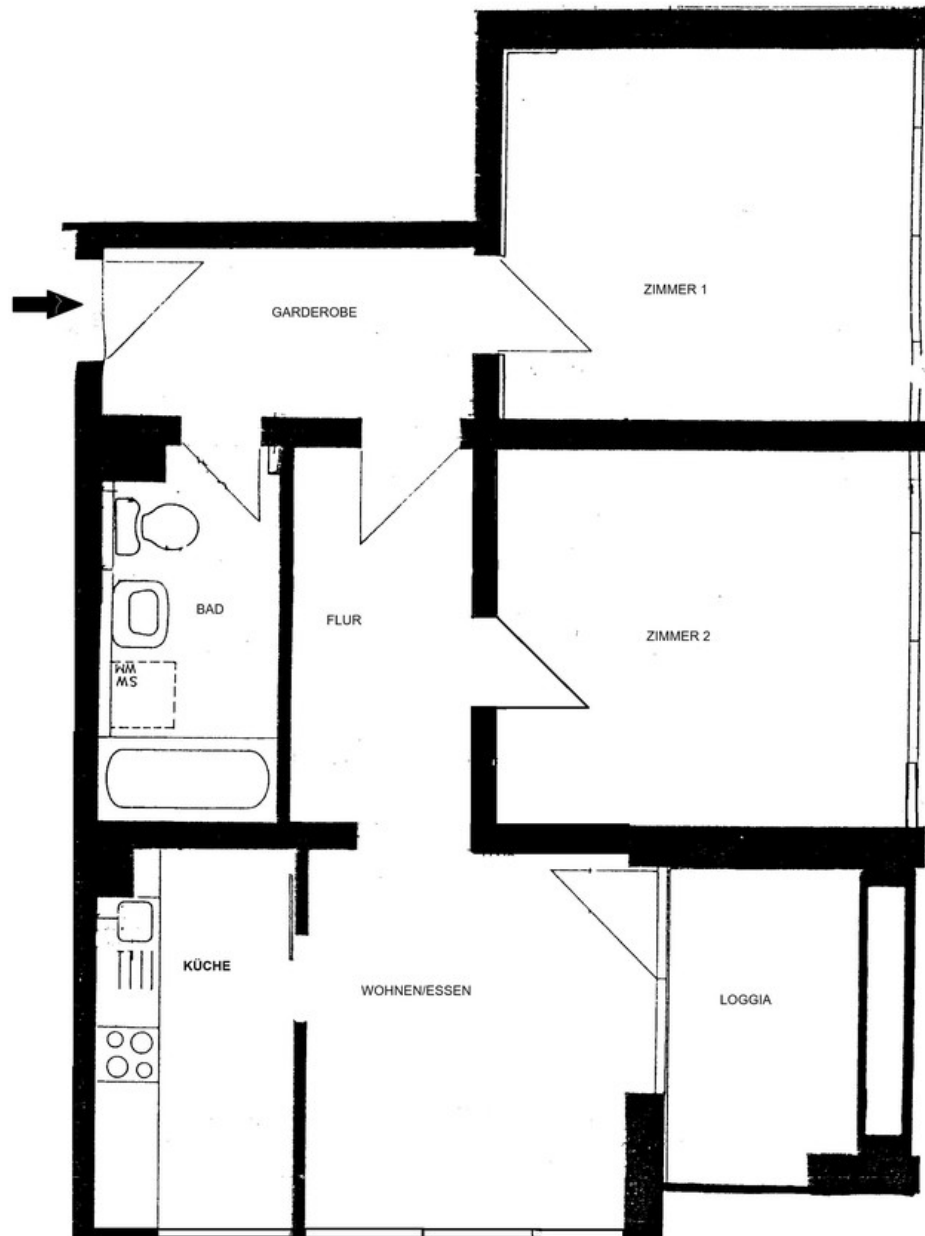 ZIMMER 1
GARDEROBE
BAD
FLUR
ZIMMER 2
SW
WM
KÜCHE
WOHNEN/ESSEN
LOGGIA